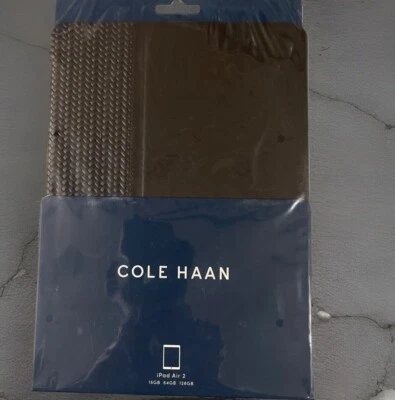 COLE HAAN
iPad Air 2
16GB 64GB 128GB